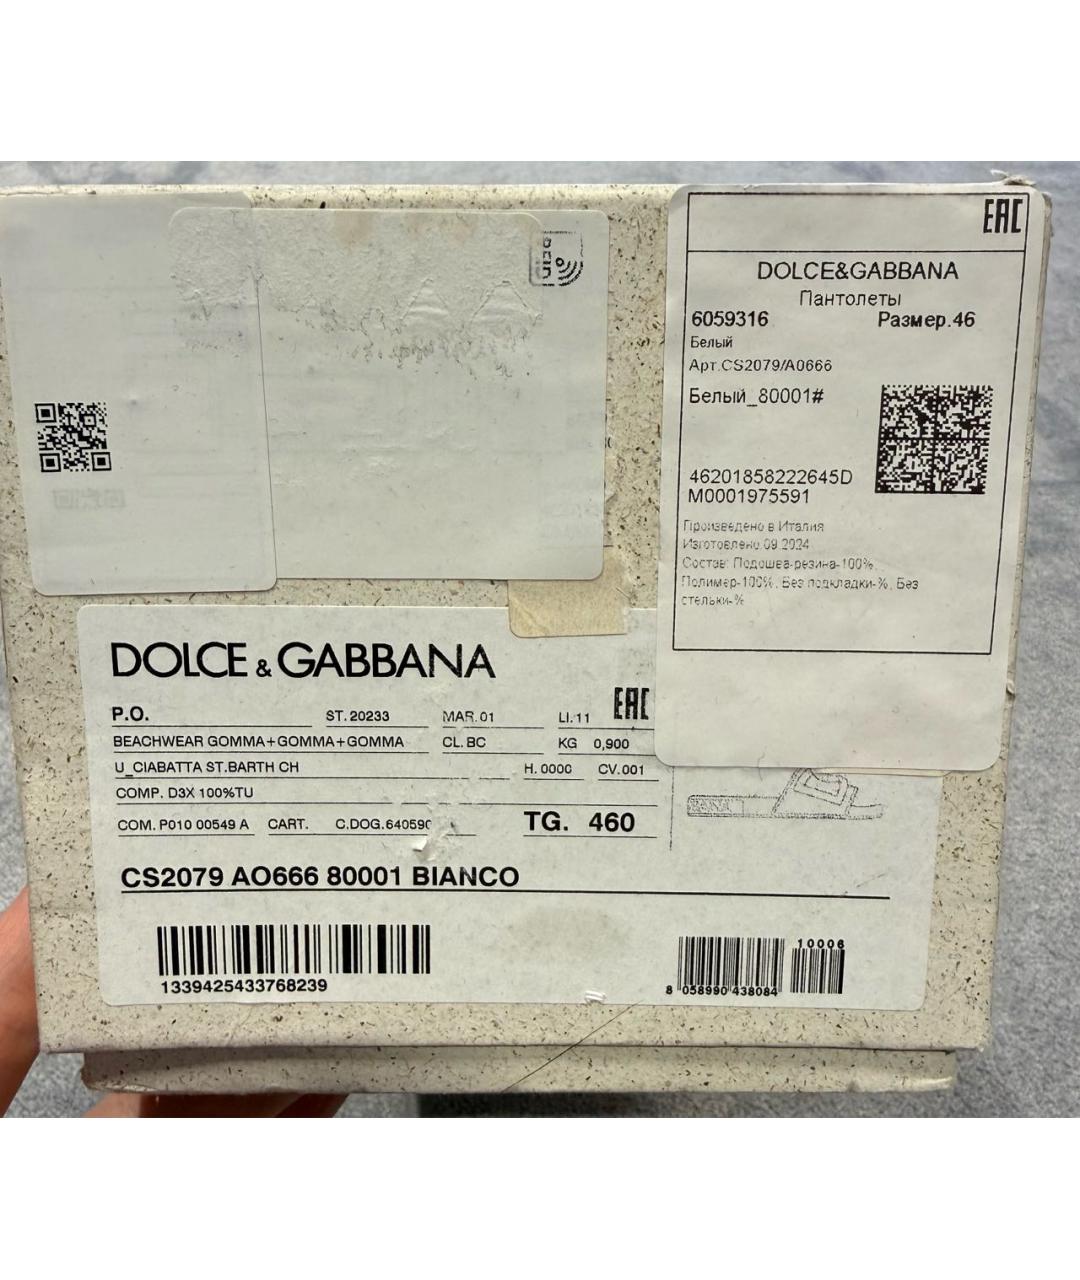 EAC
DOLCE&GABBANA
Пантолеты
6059316 Размер.46
Белый
Арт.CS2079/A0666
Белый_80001#
46201858222645D
M0001975591
Произведено в Италия
Изготовлено.09.2024
Состав: Подошва-резина-100%.
Полимер-100%. Без подкладки-%. Без
стельки-%
DOLCE & GABBANA
EAC
P.O. ST. 20233 MAR. 01 LI. 11
BEACHWEAR GOMMA+GOMMA+GOMMA CL. BC KG 0,900
U_CIABATTA ST.BARTH CH H. 0000 CV. 001
COMP. D3X 100%TU
COM. P010 00549 A CART. C.DOG. 640590 TG. 460
CS2079 AO666 80001 BIANCO
1339425433768239
10006
8 058990 438084